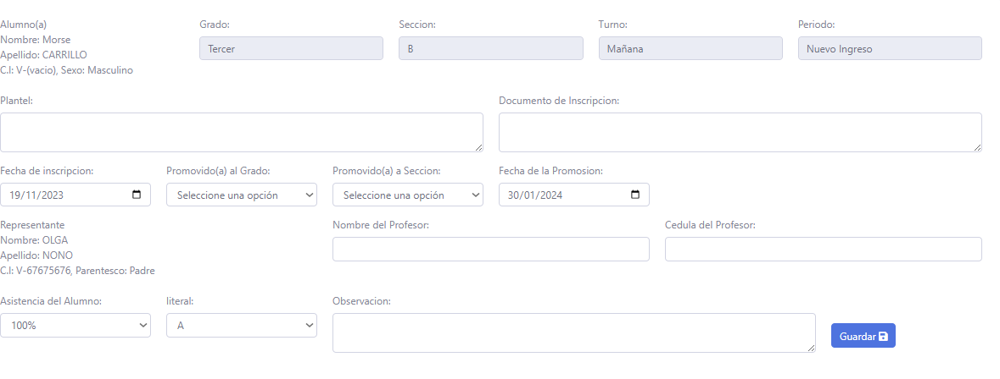 Alumno(a)
Nombre: Morse
Apellido: CARRILLO
C.I: V-(vacio), Sexo: Masculino
Grado:
Tercer
Seccion:
B
Turno:
Mañana
Periodo:
Nuevo Ingreso
Plantel:
Documento de Inscripcion:
Fecha de inscripcion:
19/11/2023
Promovido(a) al Grado:
Seleccione una opción
Promovido(a) a Seccion:
Seleccione una opción
Fecha de la Promosion:
30/01/2024
Representante
Nombre: OLGA
Apellido: NONO
C.I: V-67675676, Parentesco: Padre
Nombre del Profesor:
Cedula del Profesor:
Asistencia del Alumno:
100%
literal:
A
Observacion:
Guardar